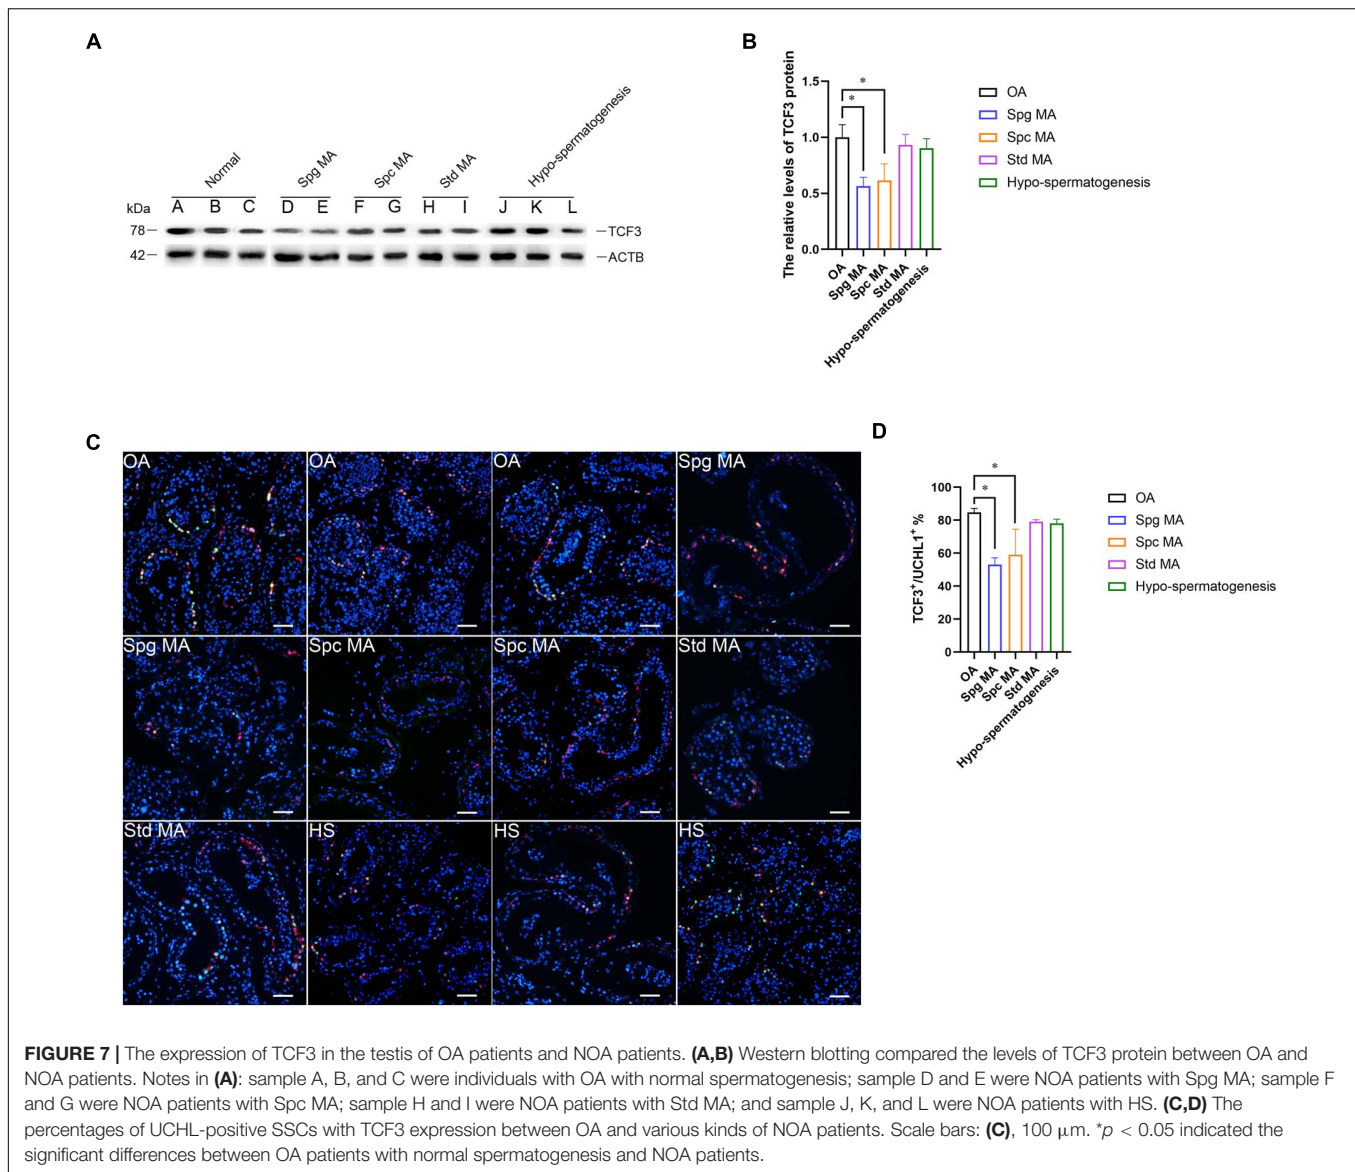 A
Normal
Spg MA
Spc MA
Std MA
Hypo-spermatogenesis
kDa
A B C D E F G H I J K L
78
TCF3
42
ACTB
B
The relative levels of TCF3 protein
1.5
1.0
0.5
0.0
*
*
OA
Spg MA
Spc MA
Std MA
Hypo-spermatogenesis
OA
Spg MA
Spc MA
Std MA
Hypo-spermatogenesis
C
OA
OA
OA
Spg MA
Spg MA
Spc MA
Spc MA
Std MA
Std MA
HS
HS
HS
D
TCF3⁺/UCHL1⁺ %
100
80
60
40
20
0
*
*
OA
Spg MA
Spc MA
Std MA
Hypo-spermatogenesis
OA
Spg MA
Spc MA
Std MA
Hypo-spermatogenesis
FIGURE 7 | The expression of TCF3 in the testis of OA patients and NOA patients. (A,B) Western blotting compared the levels of TCF3 protein between OA and
NOA patients. Notes in (A): sample A, B, and C were individuals with OA with normal spermatogenesis; sample D and E were NOA patients with Spg MA; sample F
and G were NOA patients with Spc MA; sample H and I were NOA patients with Std MA; and sample J, K, and L were NOA patients with HS. (C,D) The
percentages of UCHL-positive SSCs with TCF3 expression between OA and various kinds of NOA patients. Scale bars: (C), 100 μm. *p < 0.05 indicated the
significant differences between OA patients with normal spermatogenesis and NOA patients.